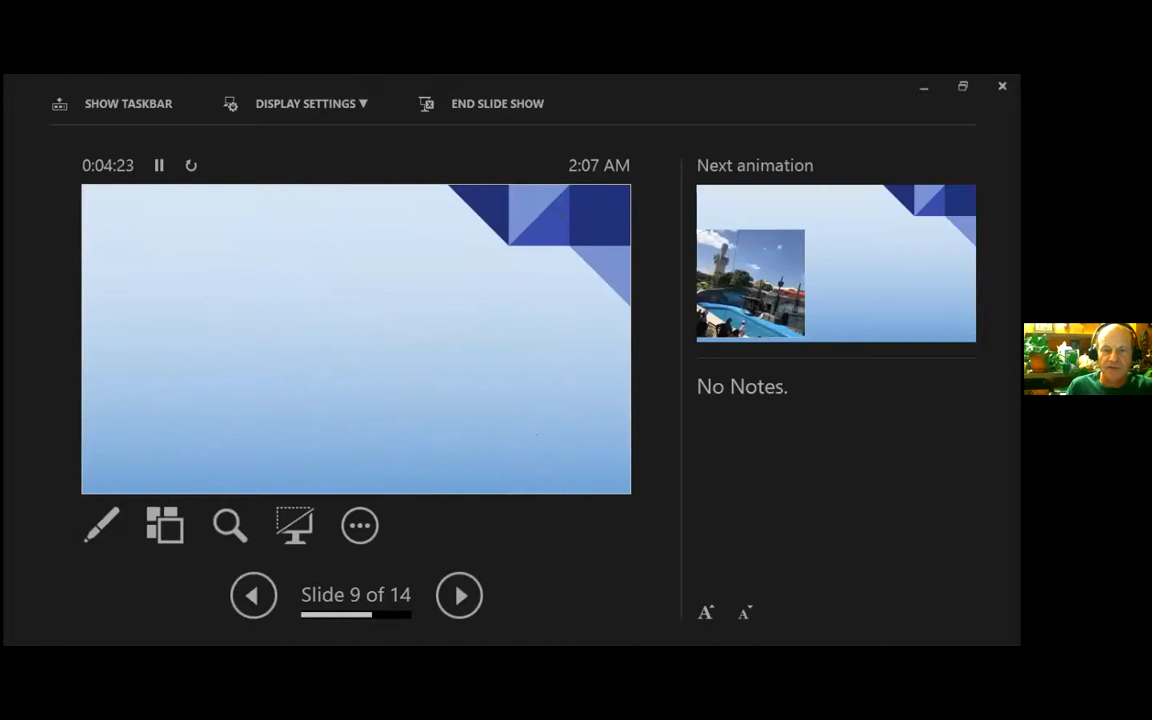 SHOW TASKBAR DISPLAY SETTINGS ▼ END SLIDE SHOW
0:04:23 2:07 AM
Next animation
No Notes.
Slide 9 of 14
A A